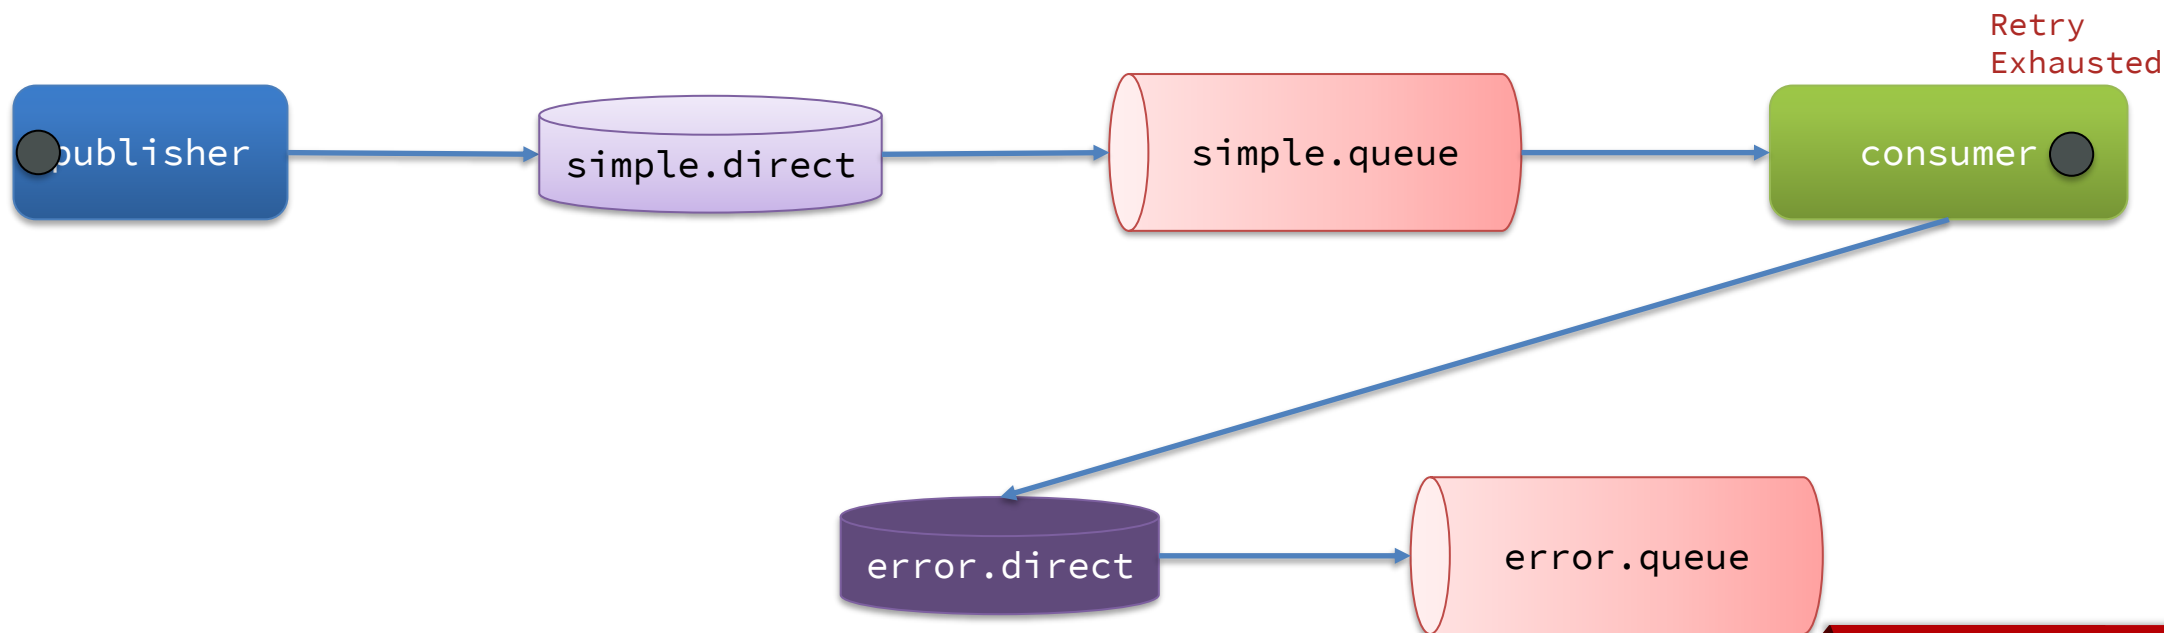 Retry
Exhausted
publisher
simple.direct
simple.queue
consumer
error.direct
error.queue